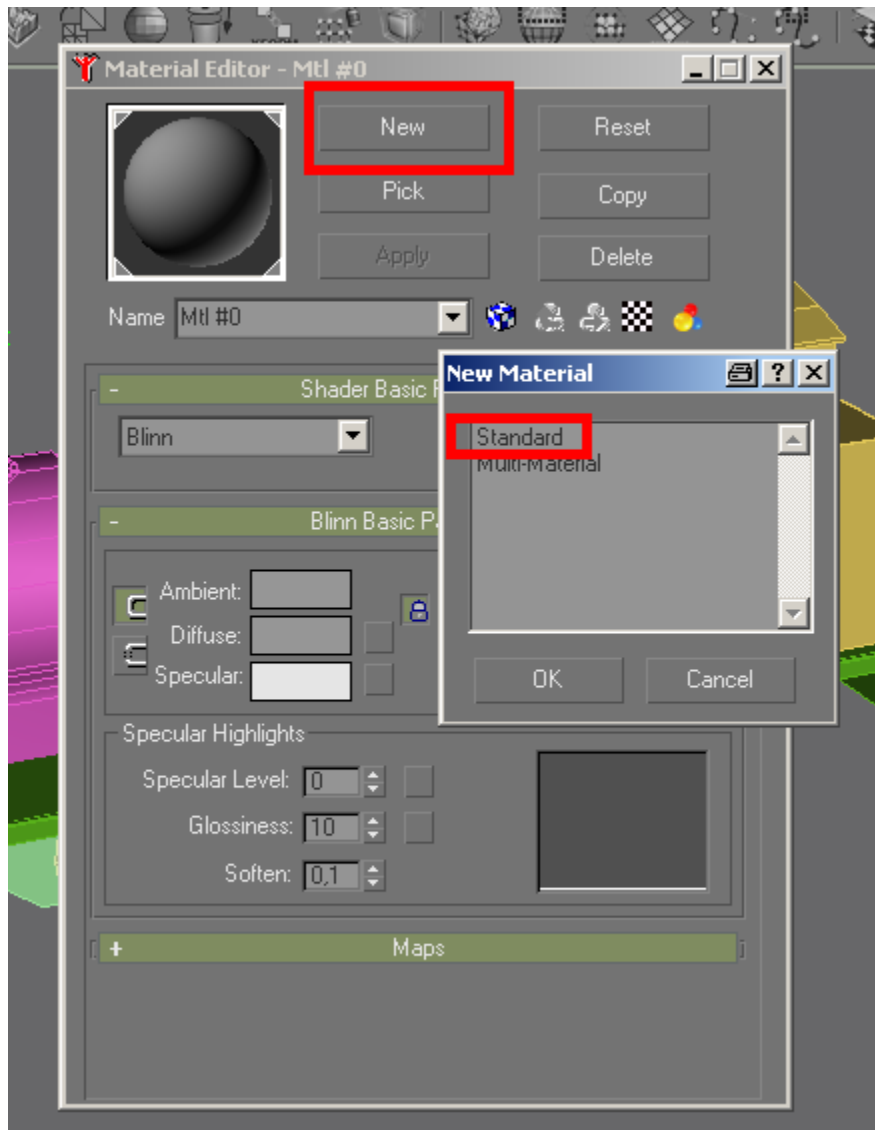 Material Editor - Mtl #0
New
Reset
Pick
Copy
Apply
Delete
Name
Mtl #0
New Material
Shader Basic P
Standard
Multi-Material
Blinn
Blinn Basic Pa
Ambient:
Diffuse:
Specular:
OK
Cancel
Specular Highlights
Specular Level: 0
Glossiness: 10
Soften: 0,1
+ Maps